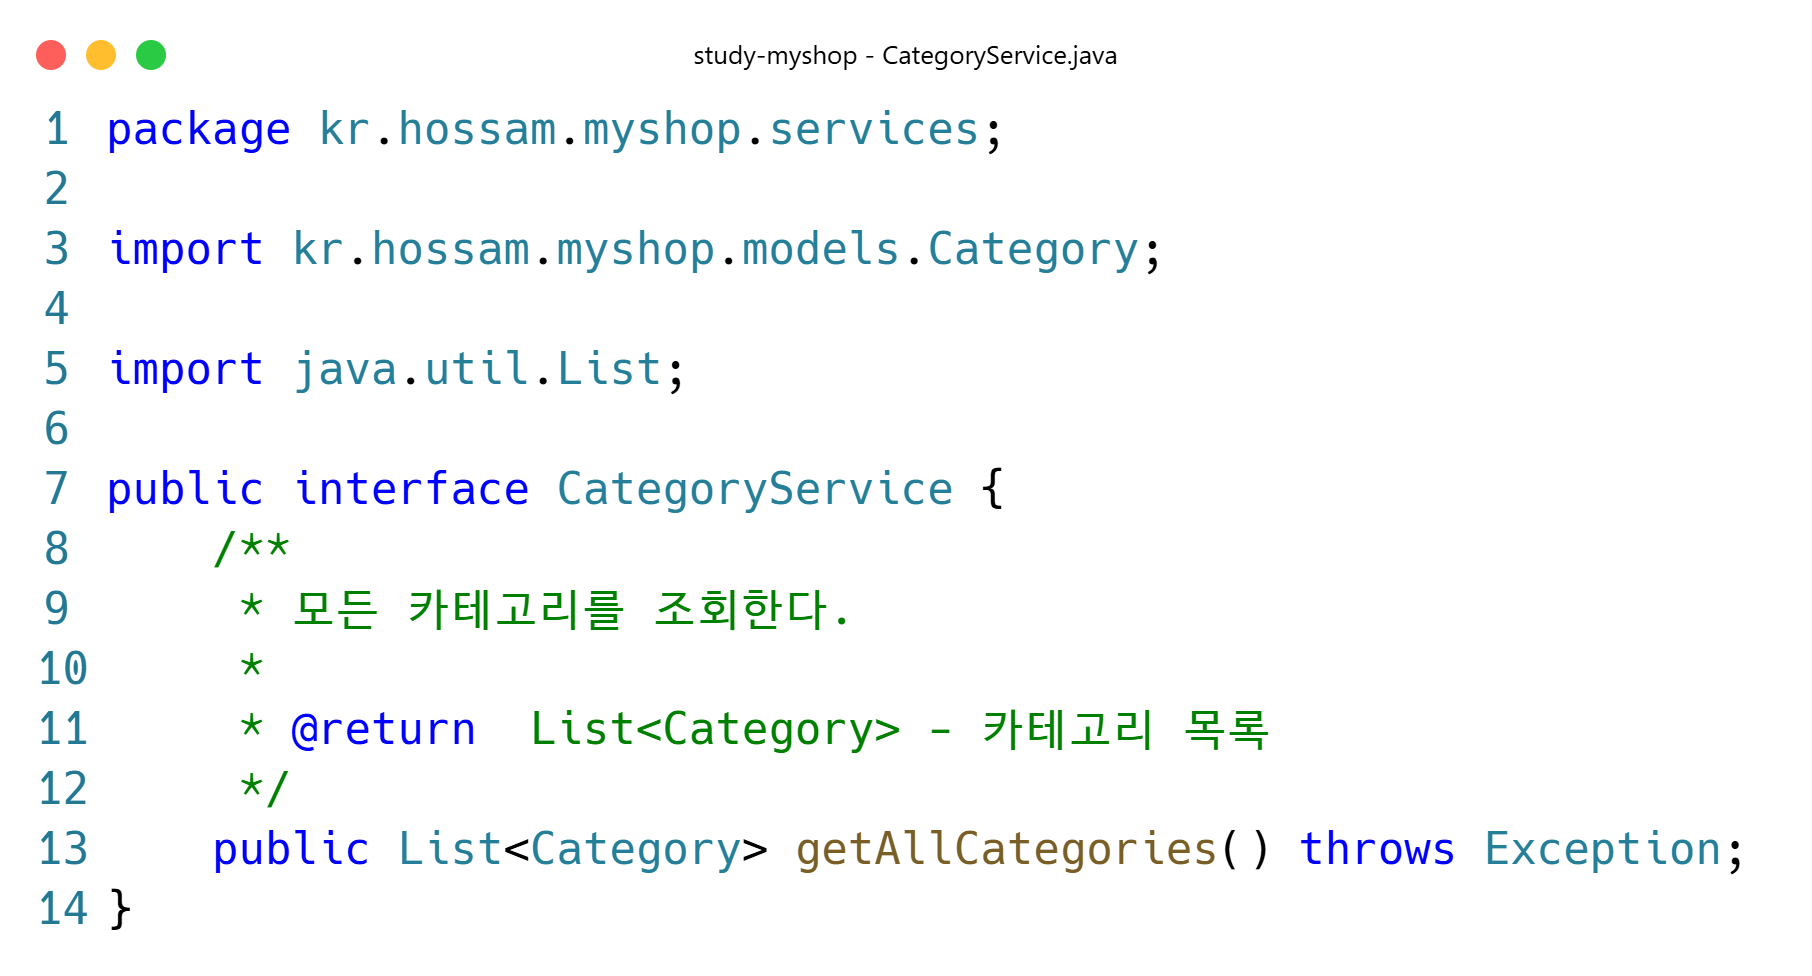 study-myshop - CategoryService.java
1 package kr.hossam.myshop.services;
2
3 import kr.hossam.myshop.models.Category;
4
5 import java.util.List;
6
7 public interface CategoryService {
8     /**
9      * 모든 카테고리를 조회한다.
10      *
11      * @return  List<Category> - 카테고리 목록
12      */
13     public List<Category> getAllCategories() throws Exception;
14 }